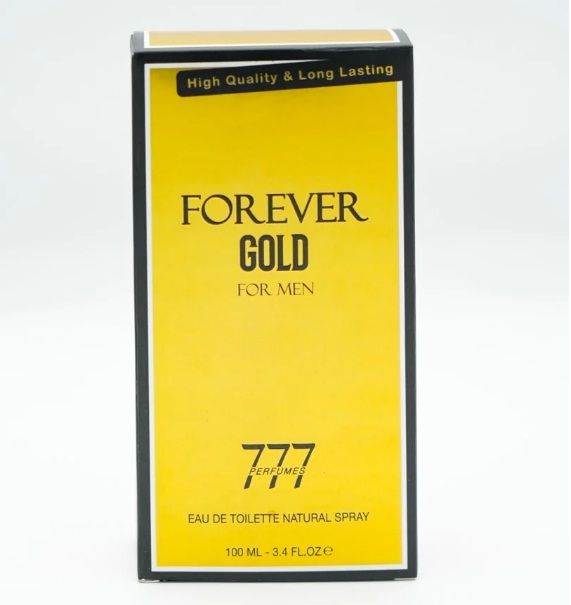 High Quality & Long Lasting
FOREVER
GOLD
FOR MEN
777
PERFUMES
EAU DE TOILETTE NATURAL SPRAY
100 ML - 3.4 FL.OZ ℮